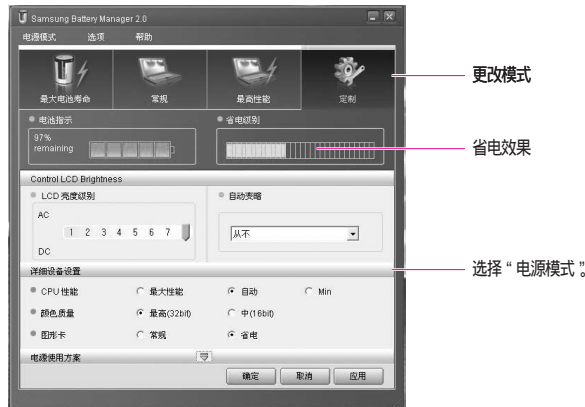 Samsung Battery Manager 2.0
电源模式 选项 帮助
最大电池寿命 常规 最高性能 定制
更改模式
电池指示 省电级别
97%
remaining
省电效果
Control LCD Brightness
LCD 亮度级别 自动变暗
AC
1 2 3 4 5 6 7
从不
DC
详细设备设置
选择“电源模式”。
CPU 性能 最大性能 自动 Min
颜色质量 最高(32bit) 中(16bit)
图形卡 常规 省电
电源使用方案
确定 取消 应用